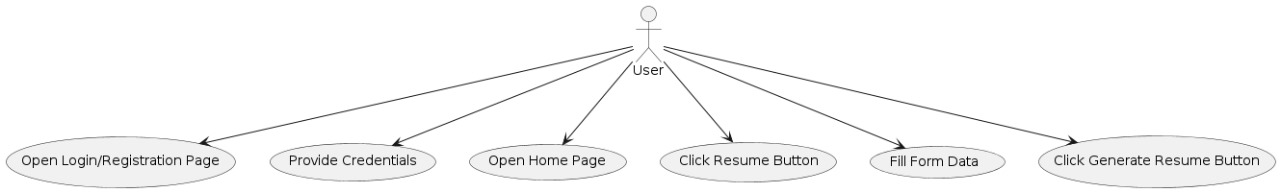 User
Open Login/Registration Page
Provide Credentials
Open Home Page
Click Resume Button
Fill Form Data
Click Generate Resume Button